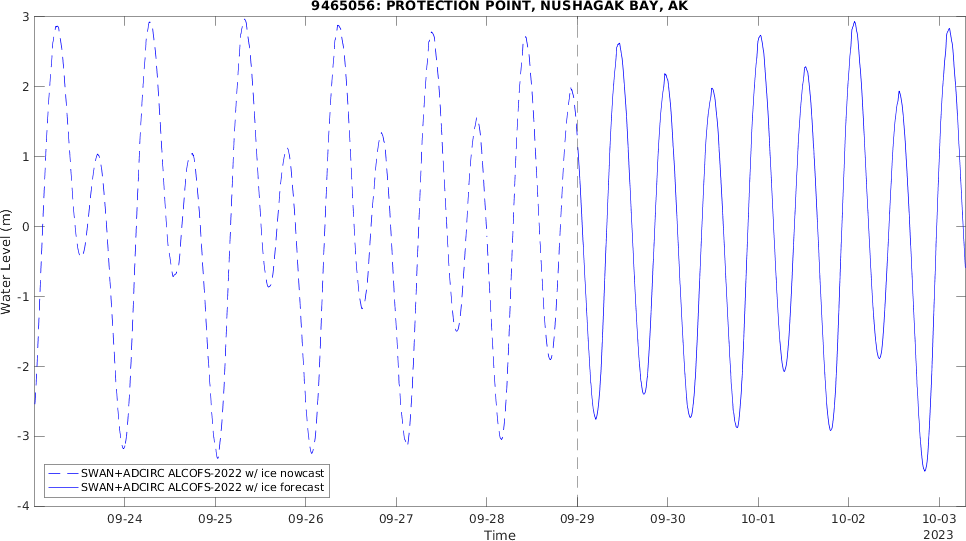 9465056: PROTECTION POINT, NUSHAGAK BAY, AK
3
2
1
0
-1
-2
-3
-4
Water Level (m)
SWAN+ADCIRC ALCOFS-2022 w/ ice nowcast
SWAN+ADCIRC ALCOFS-2022 w/ ice forecast
09-24 09-25 09-26 09-27 09-28 09-29 09-30 10-01 10-02 10-03
Time 2023